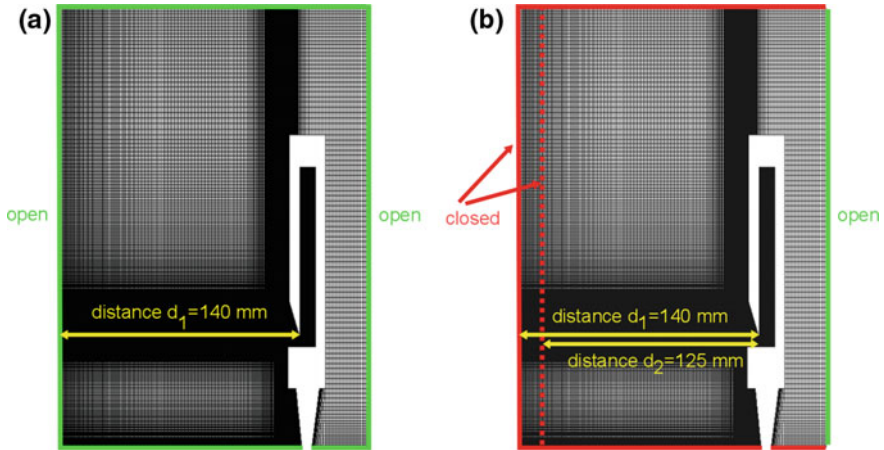 (a)
open
open
distance d1=140 mm
(b)
closed
open
distance d1=140 mm
distance d2=125 mm